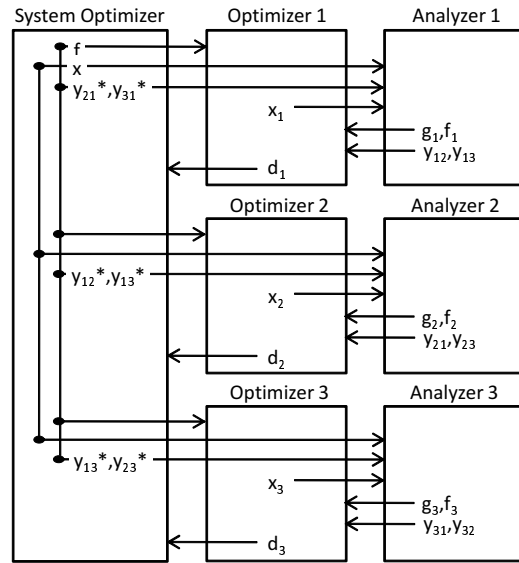 System Optimizer Optimizer 1 Analyzer 1
f
x
y21*,y31*
x1
g1,f1
y12,y13
d1
Optimizer 2 Analyzer 2
y12*,y13*
x2
g2,f2
y21,y23
d2
Optimizer 3 Analyzer 3
y13*,y23*
x3
g3,f3
y31,y32
d3